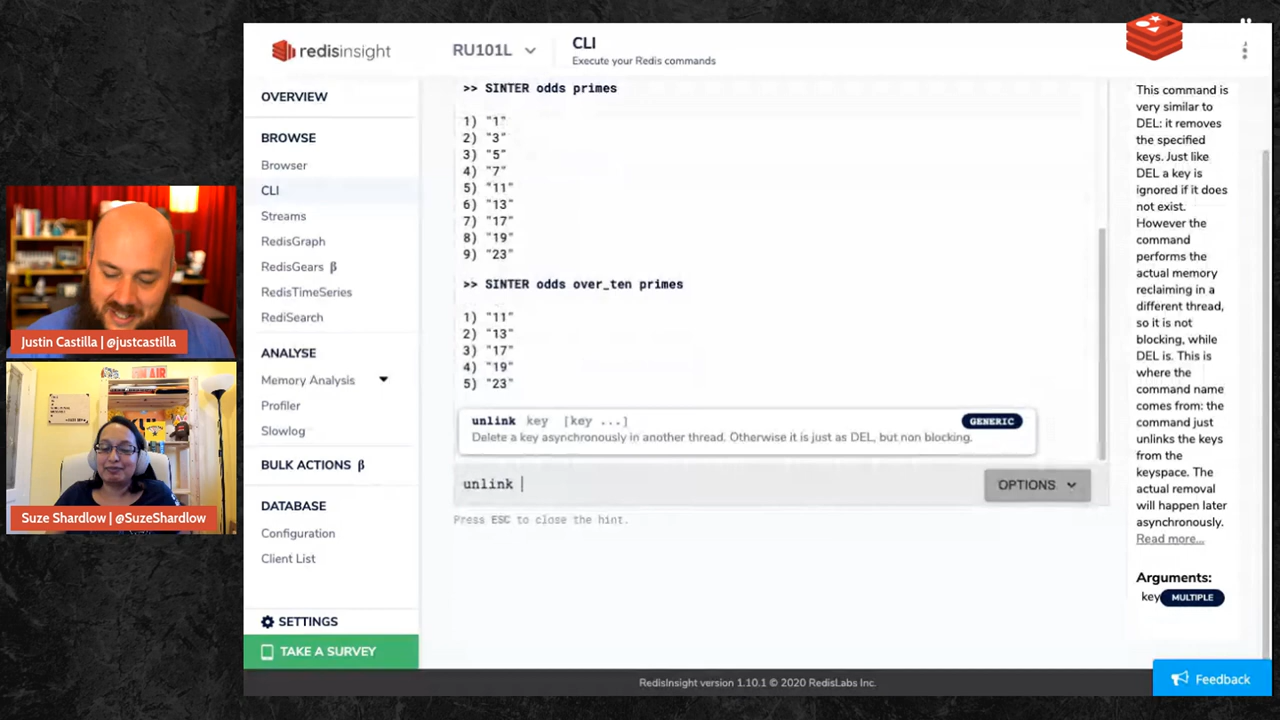 redisinsight
RU101L
CLI
Execute your Redis commands
OVERVIEW
BROWSE
Browser
CLI
Streams
RedisGraph
RedisGears β
RedisTimeSeries
RediSearch
ANALYSE
Memory Analysis
Profiler
Slowlog
BULK ACTIONS β
DATABASE
Configuration
Client List
SETTINGS
TAKE A SURVEY
>> SINTER odds primes
1) "1"
2) "3"
3) "5"
4) "7"
5) "11"
6) "13"
7) "17"
8) "19"
9) "23"
>> SINTER odds over_ten primes
1) "11"
2) "13"
3) "17"
4) "19"
5) "23"
unlink key [key ...] GENERIC
Delete a key asynchronously in another thread. Otherwise it is just as DEL, but non blocking.
unlink
OPTIONS
Press ESC to close the hint.
This command is
very similar to
DEL: it removes
the specified
keys. Just like
DEL a key is
ignored if it does
not exist.
However the
command
performs the
actual memory
reclaiming in a
different thread,
so it is not
blocking, while
DEL is. This is
where the
command name
comes from: the
command just
unlinks the keys
from the
keyspace. The
actual removal
will happen later
asynchronously.
Read more...
Arguments:
key MULTIPLE
RedisInsight version 1.10.1 © 2020 RedisLabs Inc.
Feedback
Justin Castilla | @justcastilla
ON AIR
Suze Shardlow | @SuzeShardlow